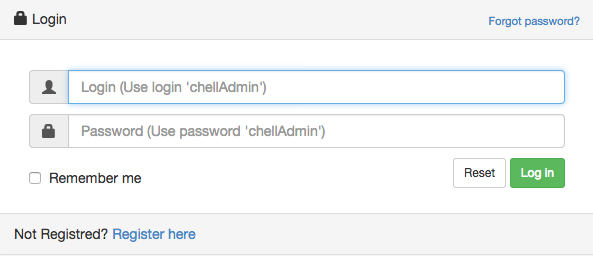 Login Forgot password?
Login (Use login 'chellAdmin')
Password (Use password 'chellAdmin')
Remember me Reset Log in
Not Registred? Register here